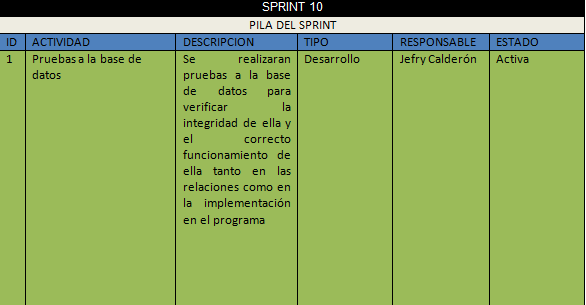 SPRINT 10
PILA DEL SPRINT
ID ACTIVIDAD DESCRIPCION TIPO RESPONSABLE ESTADO
1 Pruebas a la base de datos Se realizaran pruebas a la base de datos para verificar la integridad de ella y el correcto funcionamiento de ella tanto en las relaciones como en la implementación en el programa Desarrollo Jefry Calderón Activa